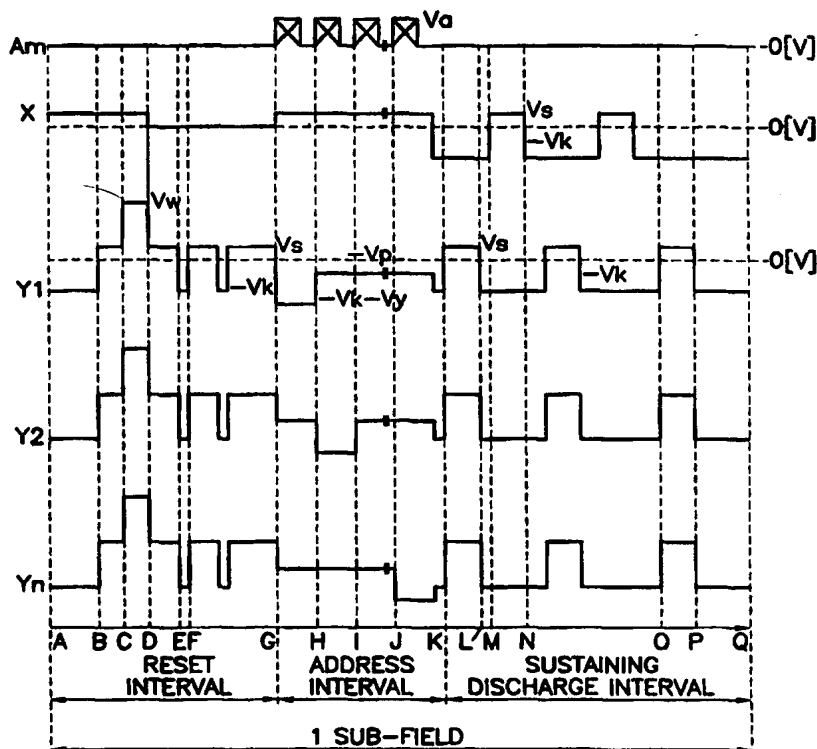 Va
Am
-0[V]
X
Vs
-0[V]
-Vk
Vw
Vs
-Vp
Vs
-0[V]
Y1
-Vk
-Vk-Vy
-Vk
Y2
Yn
A B C D E F G H I J K L M N O P Q
RESET INTERVAL
ADDRESS INTERVAL
SUSTAINING DISCHARGE INTERVAL
1 SUB-FIELD